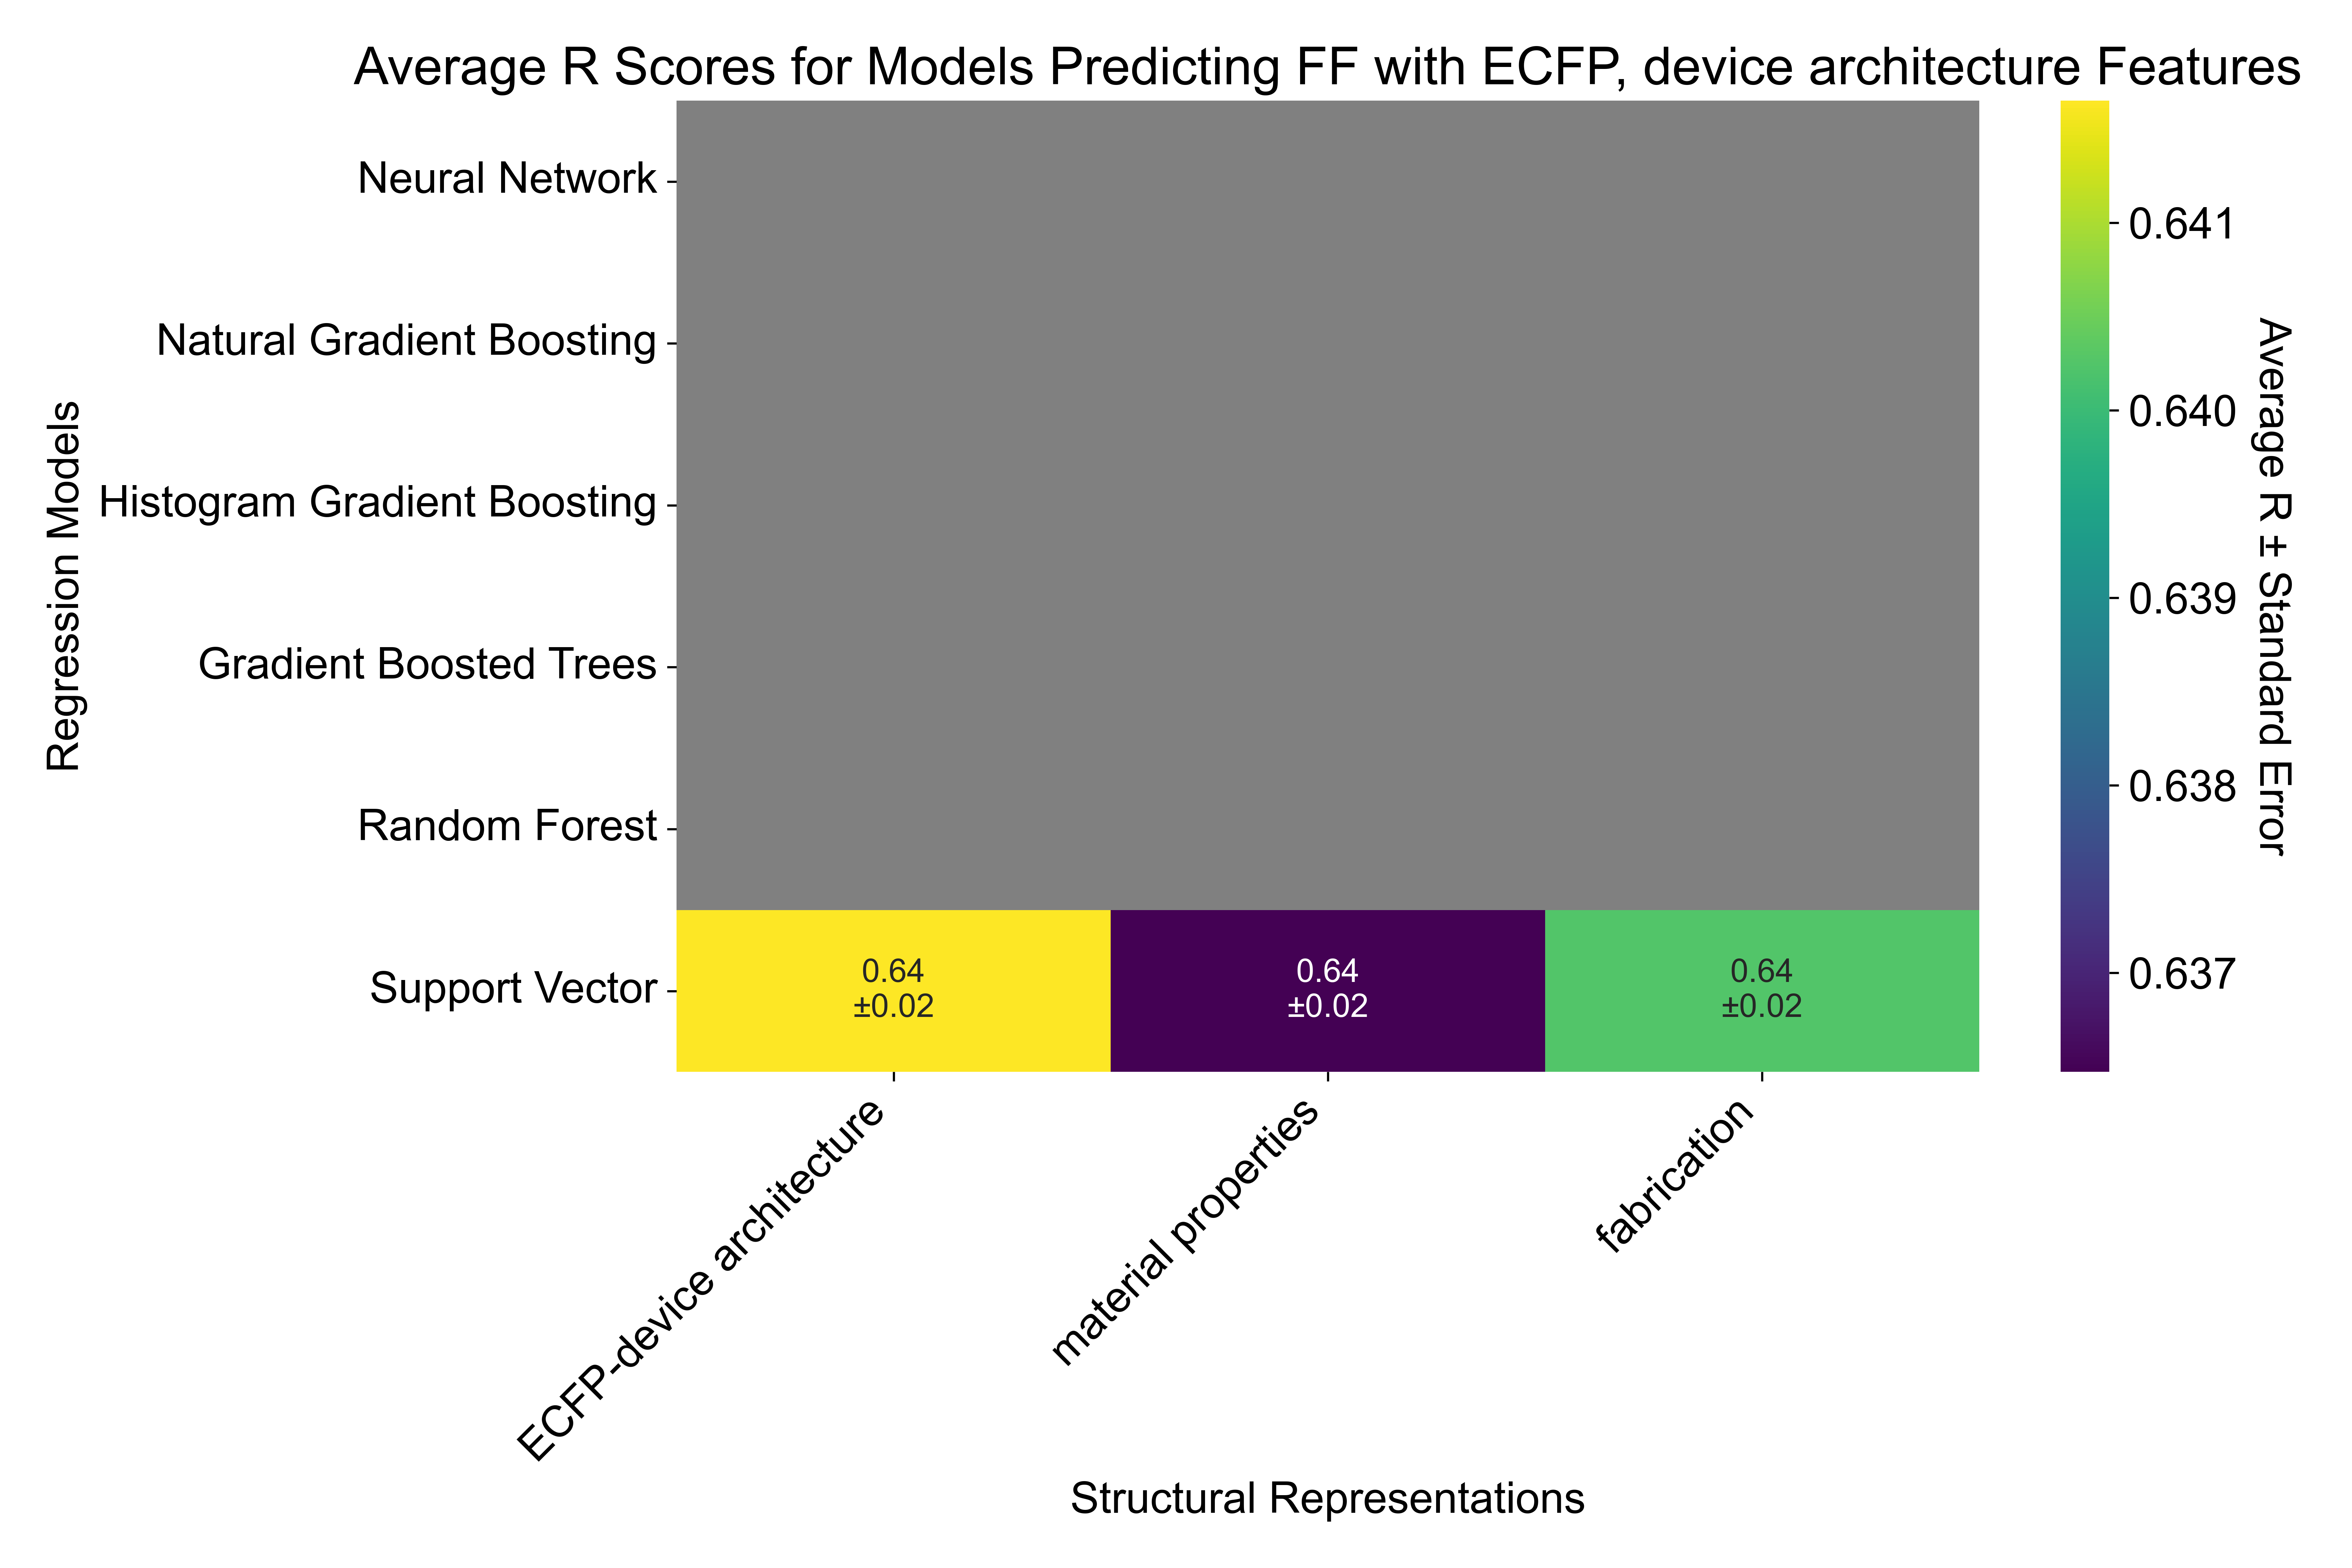 Average R Scores for Models Predicting FF with ECFP, device architecture Features
Regression Models
Neural Network
Natural Gradient Boosting
Histogram Gradient Boosting
Gradient Boosted Trees
Random Forest
Support Vector
0.64
±0.02
0.64
±0.02
0.64
±0.02
ECFP-device architecture
material properties
fabrication
Structural Representations
0.641
0.640
0.639
0.638
0.637
Average R ± Standard Error